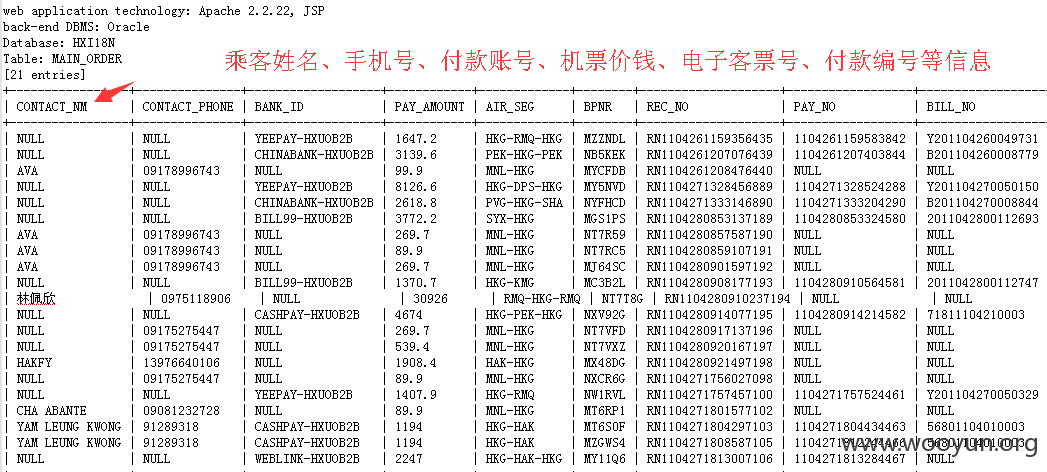 web application technology: Apache 2.2.22, JSP
back-end DBMS: Oracle
Database: HXI18N
Table: MAIN_ORDER
[21 entries]
乘客姓名、手机号、付款账号、机票价钱、电子客票号、付款编号等信息
| CONTACT_NM | CONTACT_PHONE | BANK_ID | PAY_AMOUNT | AIR_SEG | BPNR | REC_NO | PAY_NO | BILL_NO
| NULL | NULL | YEEPAY-HXUOB2B | 1647.2 | HKG-RMQ-HKG | MZZNDL | RN1104261159356435 | 1104261159583842 | Y201104260049731
| NULL | NULL | CHINABANK-HXUOB2B | 3139.6 | PEK-HKG-PEK | NB5KEK | RN1104261207076439 | 1104261207403844 | B201104260008779
| AVA | 09178996743 | NULL | 99.9 | MNL-HKG | MYCFDB | RN1104261208476440 | NULL | NULL
| NULL | NULL | YEEPAY-HXUOB2B | 8126.6 | HKG-DPS-HKG | MY5NVD | RN1104271328456889 | 1104271328524288 | Y201104270050150
| NULL | NULL | CHINABANK-HXUOB2B | 2618.8 | PVG-HKG-SHA | NYFHCD | RN1104271333146890 | 1104271333204290 | B201104270008844
| NULL | NULL | BILL99-HXUOB2B | 3772.2 | SYX-HKG | MGS1PS | RN1104280853137189 | 1104280853324580 | 2011042800112693
| AVA | 09178996743 | NULL | 269.7 | MNL-HKG | NT7R59 | RN1104280857587190 | NULL | NULL
| AVA | 09178996743 | NULL | 89.9 | MNL-HKG | NT7RC5 | RN1104280859107191 | NULL | NULL
| AVA | 09178996743 | NULL | 269.7 | MNL-HKG | MJ64SC | RN1104280901597192 | NULL | NULL
| NULL | NULL | BILL99-HXUOB2B | 1370.7 | HKG-KMG | MC3B2L | RN1104280908177193 | 1104280910564581 | 2011042800112747
| 林佩欣 | 0975118906 | NULL | 30926 | RMQ-HKG-RMQ | NT7T8G | RN1104280910237194 | NULL | NULL
| NULL | NULL | CASHPAY-HXUOB2B | 4674 | HKG-PEK-HKG | NXV92G | RN1104280914077195 | 1104280914214582 | 71811104210003
| NULL | 09175275447 | NULL | 269.7 | MNL-HKG | NT7VFD | RN1104280917137196 | NULL | NULL
| NULL | 09175275447 | NULL | 539.4 | MNL-HKG | NT7VXZ | RN1104280920167197 | NULL | NULL
| HAKFY | 13976640106 | NULL | 1908.4 | HAK-HKG | MX48DG | RN1104280921497198 | NULL | NULL
| NULL | 09175275447 | NULL | 89.9 | MNL-HKG | NXCR6G | RN1104271756027098 | NULL | NULL
| NULL | NULL | YEEPAY-HXUOB2B | 1407.9 | HKG-RMQ | NW1RVL | RN1104271757457100 | 1104271757524461 | Y201104270050329
| CHA ABANTE | 09081232728 | NULL | 89.9 | MNL-HKG | MT6RP1 | RN1104271801577102 | NULL | NULL
| YAM LEUNG KWONG | 91289318 | CASHPAY-HXUOB2B | 1194 | HKG-HAK | MT6SOF | RN1104271804297103 | 1104271804434463 | 56801104010003
| YAM LEUNG KWONG | 91289318 | CASHPAY-HXUOB2B | 1194 | HKG-HAK | MZGWS4 | RN1104271808587105
| NULL | NULL | WEBLINK-HXUOB2B | 2247 | HKG-HAK-HKG | MY11Q6 | RN1104271813007106 | 1104271813284467 | NULL
www.wooyun.org